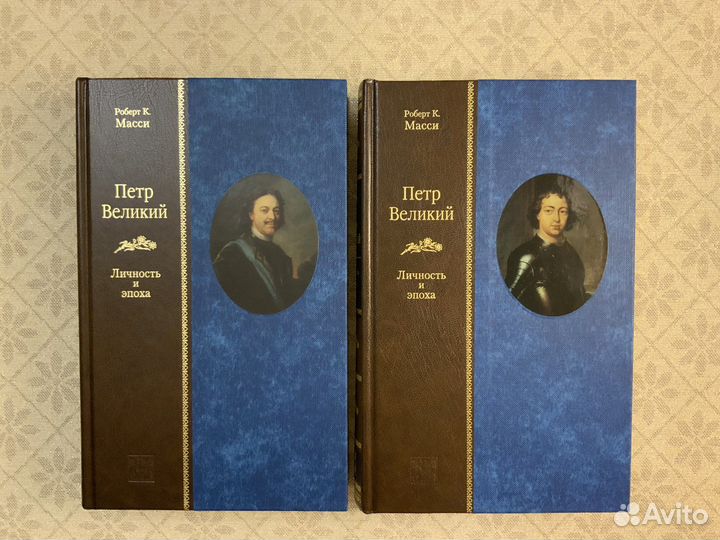 Роберт К.
Масси
Петр
Великий
Личность
и
эпоха
Роберт К.
Масси
Петр
Великий
Личность
и
эпоха
Avito